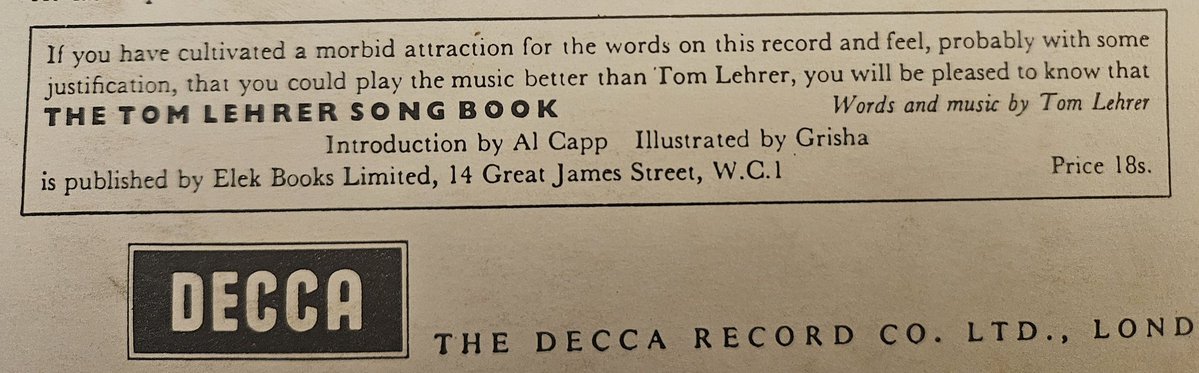 If you have cultivated a morbid attraction for the words on this record and feel, probably with some
justification, that you could play the music better than Tom Lehrer, you will be pleased to know that
THE TOM LEHRER SONG BOOK Words and music by Tom Lehrer
Introduction by Al Capp Illustrated by Grisha
is published by Elek Books Limited, 14 Great James Street, W.C.1 Price 18s.
DECCA
THE DECCA RECORD CO. LTD., LOND